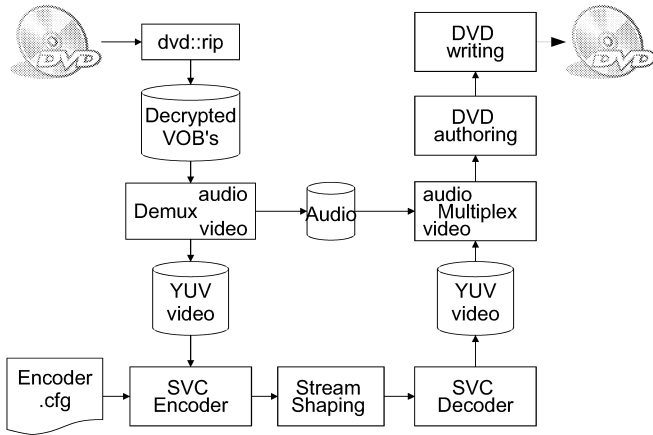 DVD
dvd::rip
Decrypted
VOB's
Demux
audio
video
Audio
YUV
video
Encoder
.cfg
SVC
Encoder
Stream
Shaping
SVC
Decoder
YUV
video
audio
Multiplex
video
DVD
authoring
DVD
writing
DVD